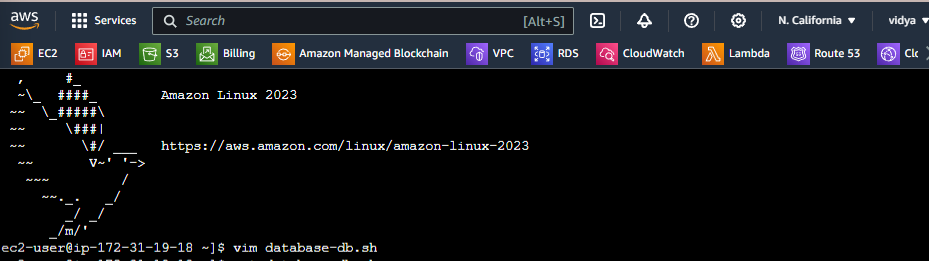 aws Services Search [Alt+S] N. California vidya
EC2 IAM S3 Billing Amazon Managed Blockchain VPC RDS CloudWatch Lambda Route 53 Clo
   ,     #_
   ~\_  ####_        Amazon Linux 2023
  ~~  \_#####\
  ~~     \###|
  ~~       \#/ ___   https://aws.amazon.com/linux/amazon-linux-2023
   ~~       V~' '->
    ~~~         /
      ~~._.   _/
         _/ _/
       _/m/'
ec2-user@ip-172-31-19-18 ~]$ vim database-db.sh